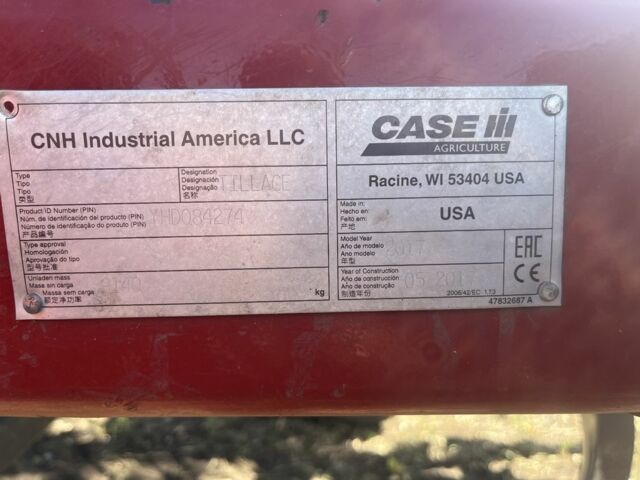 CNH Industrial America LLC
Type
Tipo
Tipo
类型
Designation
Designación
Designação
名称
TILLAGE
Product ID Number (PIN)
Núm. de identificación del producto (PIN)
Número de identificação do produto (PIN)
产品编号
YHD084274
Type approval
Homologación
Aprovação do tipo
型号批准
Unladen mass
Masa sin carga
Massa sem carga
额定净功率
kg
CASE IH
AGRICULTURE
Racine, WI 53404 USA
Made in:
Hecho en:
Feito em:
产地
USA
Model Year
Año de modelo
Ano do modelo
年型
Year of Construction
Año de construcción
Ano de construção
制造年份
EAC
CE
2006/42/EC 1.7.3
47832687 A